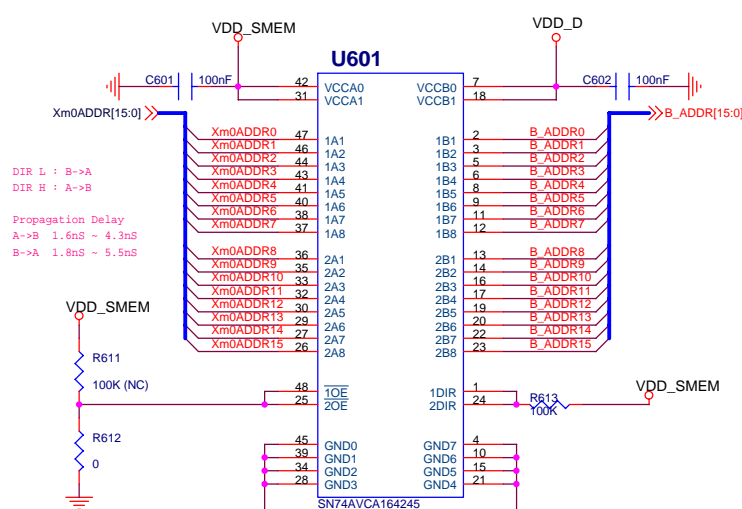 VDD_SMEM
VDD_D
U601
C601
100nF
42
31
VCCA0
VCCA1
VCCB0
VCCB1
7
18
C602
100nF
Xm0ADDR[15:0]
B_ADDR[15:0]
Xm0ADDR0 47 1A1 1B1 2 B_ADDR0
Xm0ADDR1 46 1A2 1B2 3 B_ADDR1
Xm0ADDR2 44 1A3 1B3 5 B_ADDR2
Xm0ADDR3 43 1A4 1B4 6 B_ADDR3
Xm0ADDR4 41 1A5 1B5 8 B_ADDR4
Xm0ADDR5 40 1A6 1B6 9 B_ADDR5
Xm0ADDR6 38 1A7 1B7 11 B_ADDR6
Xm0ADDR7 37 1A8 1B8 12 B_ADDR7
DIR L : B->A
DIR H : A->B
Propagation Delay
A->B 1.6nS ~ 4.3nS
B->A 1.8nS ~ 5.5nS
Xm0ADDR8 36 2A1 2B1 13 B_ADDR8
Xm0ADDR9 35 2A2 2B2 14 B_ADDR9
Xm0ADDR10 33 2A3 2B3 16 B_ADDR10
Xm0ADDR11 32 2A4 2B4 17 B_ADDR11
Xm0ADDR12 30 2A5 2B5 19 B_ADDR12
Xm0ADDR13 29 2A6 2B6 20 B_ADDR13
Xm0ADDR14 27 2A7 2B7 22 B_ADDR14
Xm0ADDR15 26 2A8 2B8 23 B_ADDR15
VDD_SMEM
R611
100K (NC)
R612
0
48 1OE 1DIR 1
25 2OE 2DIR 24
R613
100K
VDD_SMEM
45 GND0 GND7 4
39 GND1 GND6 10
34 GND2 GND5 15
28 GND3 GND4 21
SN74AVCA164245